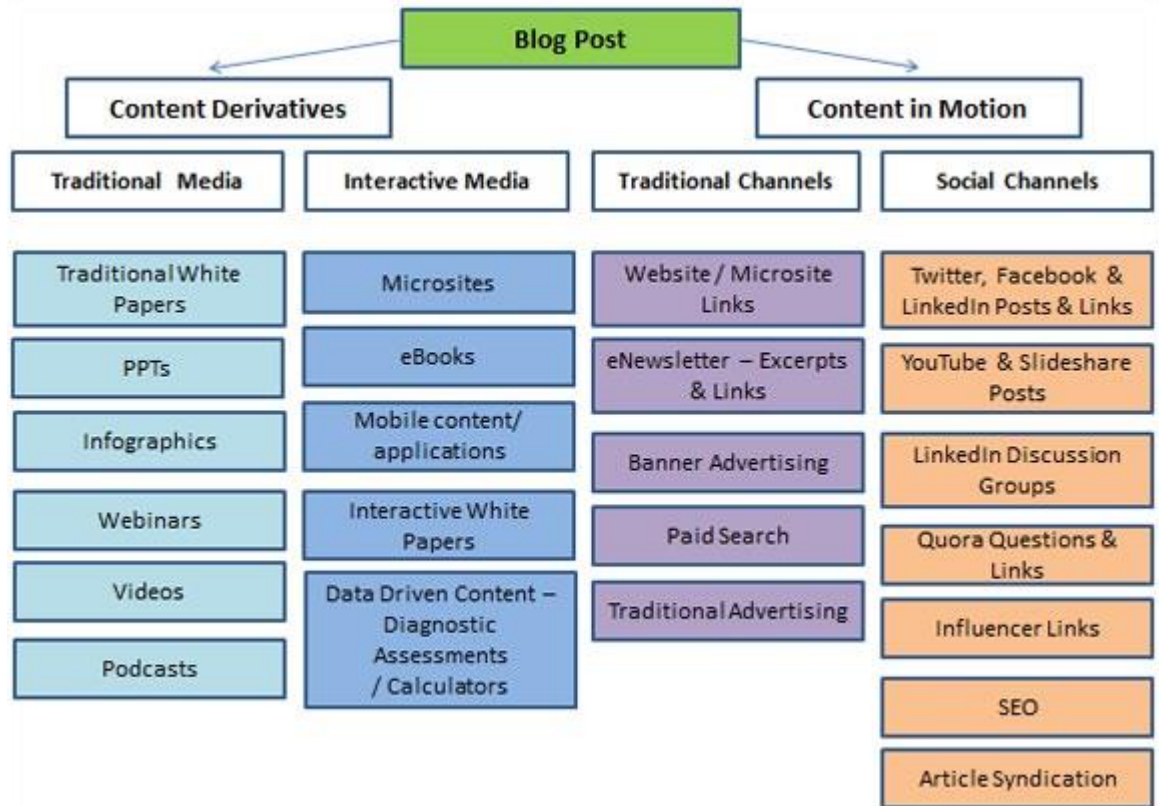 Blog Post
Content Derivatives
Content in Motion
Traditional Media
Interactive Media
Traditional Channels
Social Channels
Traditional White
Papers
PPTs
Infographics
Webinars
Videos
Podcasts
Microsites
eBooks
Mobile content/
applications
Interactive White
Papers
Data Driven Content –
Diagnostic
Assessments
/ Calculators
Website / Microsite
Links
eNewsletter – Excerpts
& Links
Banner Advertising
Paid Search
Traditional Advertising
Twitter, Facebook &
LinkedIn Posts & Links
YouTube & Slideshare
Posts
LinkedIn Discussion
Groups
Quora Questions &
Links
Influencer Links
SEO
Article Syndication